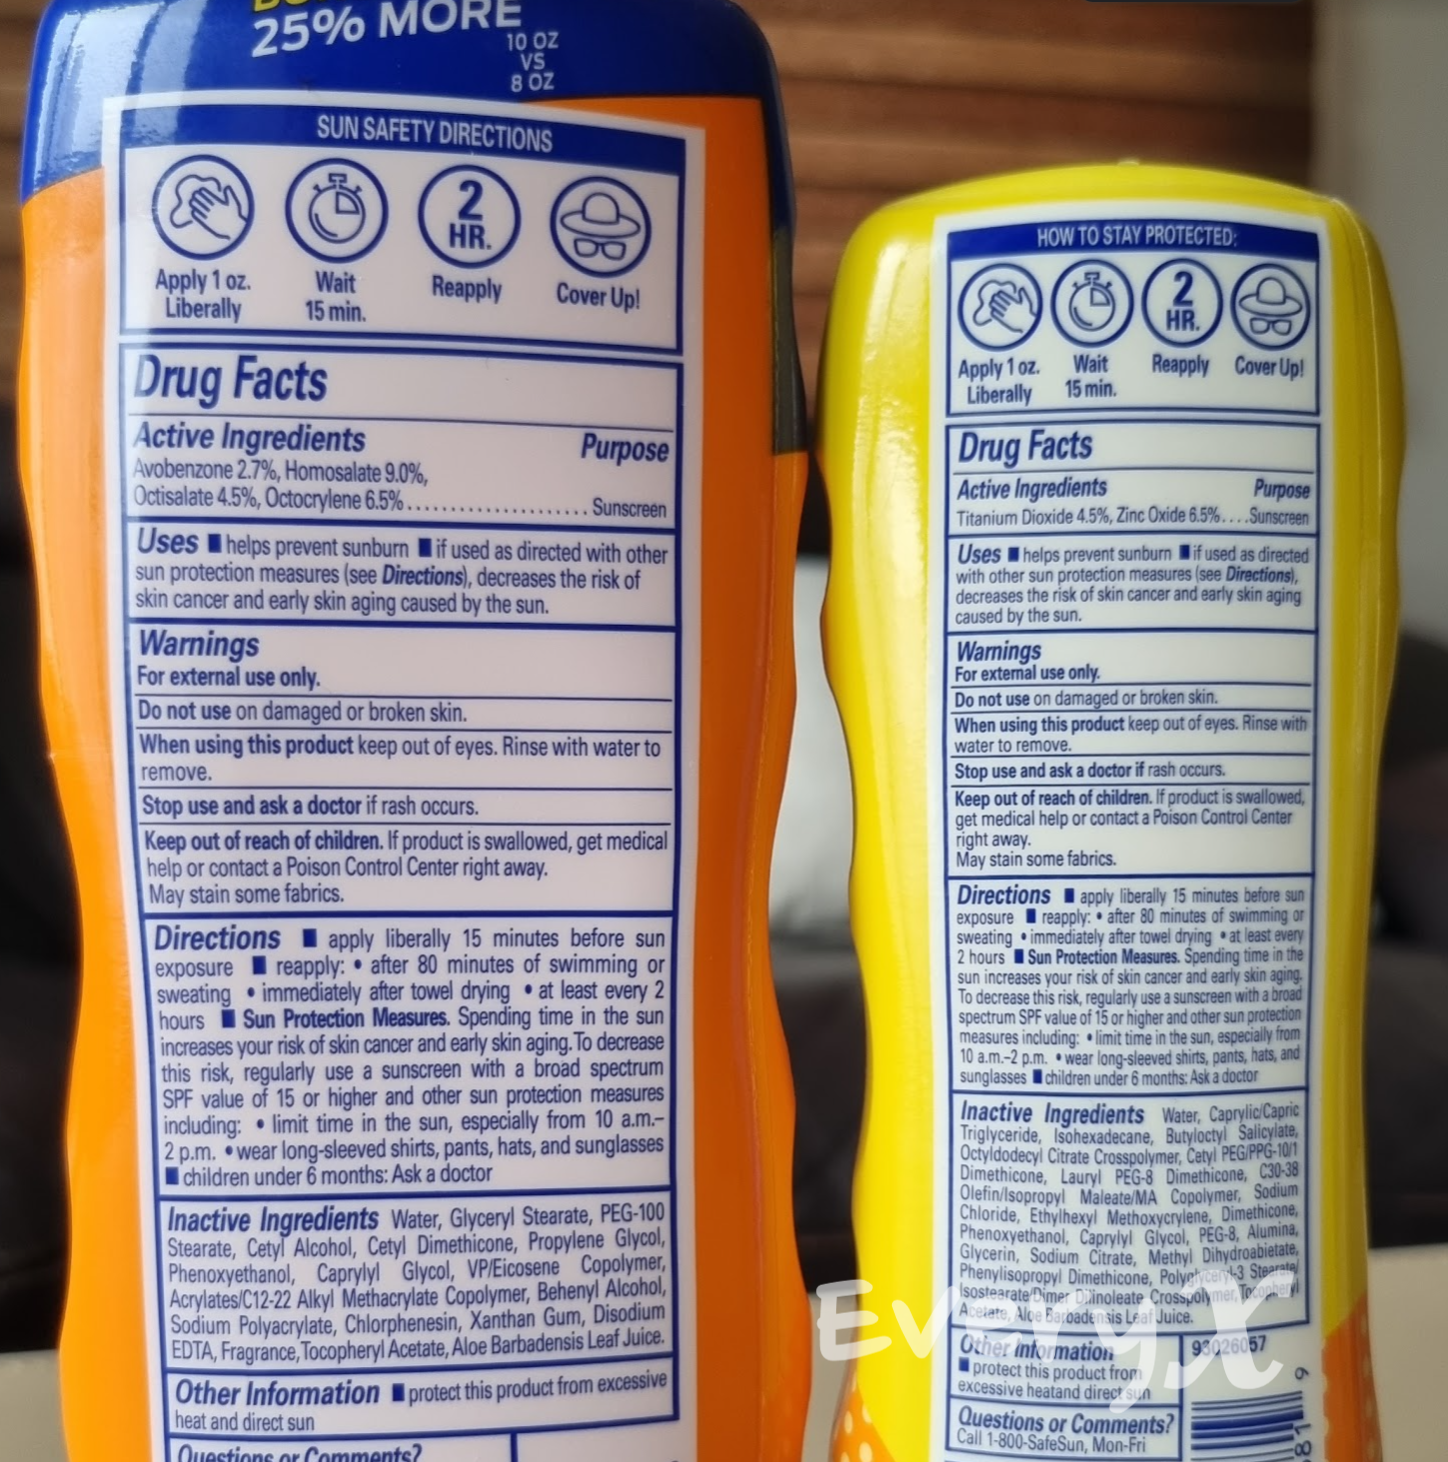 25% MORE
10 OZ
VS
8 OZ
SUN SAFETY DIRECTIONS
2
HR.
Apply 1 oz.
Liberally
Wait
15 min.
Reapply
Cover Up!
Drug Facts
Active Ingredients Purpose
Avobenzone 2.7%, Homosalate 9.0%,
Octisalate 4.5%, Octocrylene 6.5%..................... Sunscreen
Uses ■ helps prevent sunburn ■ if used as directed with other
sun protection measures (see Directions), decreases the risk of
skin cancer and early skin aging caused by the sun.
Warnings
For external use only.
Do not use on damaged or broken skin.
When using this product keep out of eyes. Rinse with water to
remove.
Stop use and ask a doctor if rash occurs.
Keep out of reach of children. If product is swallowed, get medical
help or contact a Poison Control Center right away.
May stain some fabrics.
Directions ■ apply liberally 15 minutes before sun
exposure ■ reapply: • after 80 minutes of swimming or
sweating • immediately after towel drying • at least every 2
hours ■ Sun Protection Measures. Spending time in the sun
increases your risk of skin cancer and early skin aging. To decrease
this risk, regularly use a sunscreen with a broad spectrum
SPF value of 15 or higher and other sun protection measures
including: • limit time in the sun, especially from 10 a.m.–
2 p.m. • wear long-sleeved shirts, pants, hats, and sunglasses
■ children under 6 months: Ask a doctor
Inactive Ingredients Water, Glyceryl Stearate, PEG-100
Stearate, Cetyl Alcohol, Cetyl Dimethicone, Propylene Glycol,
Phenoxyethanol, Caprylyl Glycol, VP/Eicosene Copolymer,
Acrylates/C12-22 Alkyl Methacrylate Copolymer, Behenyl Alcohol,
Sodium Polyacrylate, Chlorphenesin, Xanthan Gum, Disodium
EDTA, Fragrance, Tocopheryl Acetate, Aloe Barbadensis Leaf Juice.
Other Information ■ protect this product from excessive
heat and direct sun
Questions or Comments?
HOW TO STAY PROTECTED:
2
HR.
Apply 1 oz.
Liberally
Wait
15 min.
Reapply
Cover Up!
Drug Facts
Active Ingredients Purpose
Titanium Dioxide 4.5%, Zinc Oxide 6.5%....Sunscreen
Uses ■ helps prevent sunburn ■ if used as directed
with other sun protection measures (see Directions),
decreases the risk of skin cancer and early skin aging
caused by the sun.
Warnings
For external use only.
Do not use on damaged or broken skin.
When using this product keep out of eyes. Rinse with
water to remove.
Stop use and ask a doctor if rash occurs.
Keep out of reach of children. If product is swallowed,
get medical help or contact a Poison Control Center
right away.
May stain some fabrics.
Directions ■ apply liberally 15 minutes before sun
exposure ■ reapply: • after 80 minutes of swimming or
sweating • immediately after towel drying • at least every
2 hours ■ Sun Protection Measures. Spending time in the
sun increases your risk of skin cancer and early skin aging.
To decrease this risk, regularly use a sunscreen with a broad
spectrum SPF value of 15 or higher and other sun protection
measures including: • limit time in the sun, especially from
10 a.m.–2 p.m. • wear long-sleeved shirts, pants, hats, and
sunglasses ■ children under 6 months: Ask a doctor
Inactive Ingredients Water, Caprylic/Capric
Triglyceride, Isohexadecane, Butyloctyl Salicylate,
Octyldodecyl Citrate Crosspolymer, Cetyl PEG/PPG-10/1
Dimethicone, Lauryl PEG-8 Dimethicone, C30-38
Olefin/Isopropyl Maleate/MA Copolymer, Sodium
Chloride, Ethylhexyl Methoxycrylene, Dimethicone,
Phenoxyethanol, Caprylyl Glycol, PEG-8, Alumina,
Glycerin, Sodium Citrate, Methyl Dihydroabietate,
Phenylisopropyl Dimethicone, Polyglyceryl-3 Stearate/
Isostearate/Dimer Dilinoleate Crosspolymer, Tocopheryl
Acetate, Aloe Barbadensis Leaf Juice.
Other Information
■ protect this product from
excessive heatand direct sun
93026057
Questions or Comments?
Call 1-800-SafeSun, Mon-Fri
EveryX